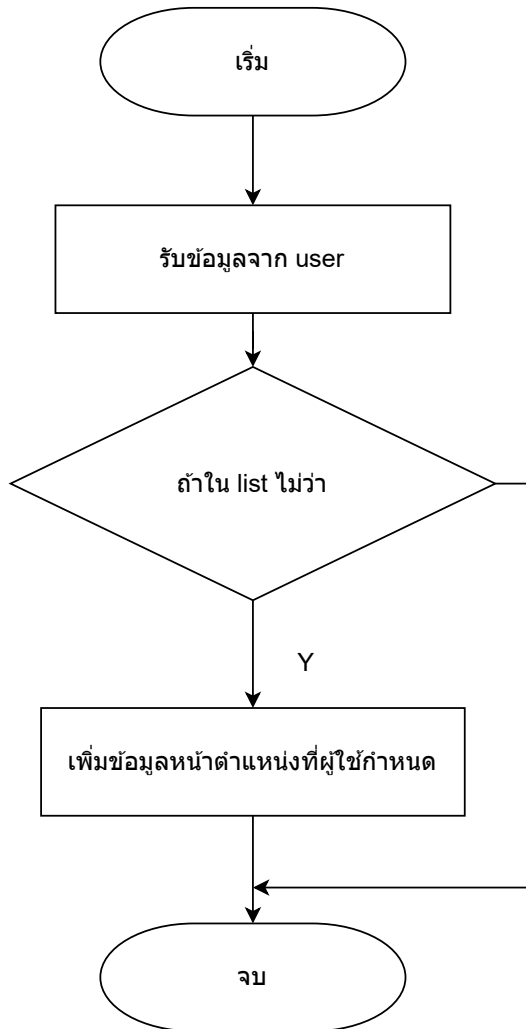 เริ่ม
รับข้อมูลจาก user
ถ้าใน list ไม่ว่า
Y
เพิ่มข้อมูลหน้าตำแหน่งที่ผู้ใช้กำหนด
จบ